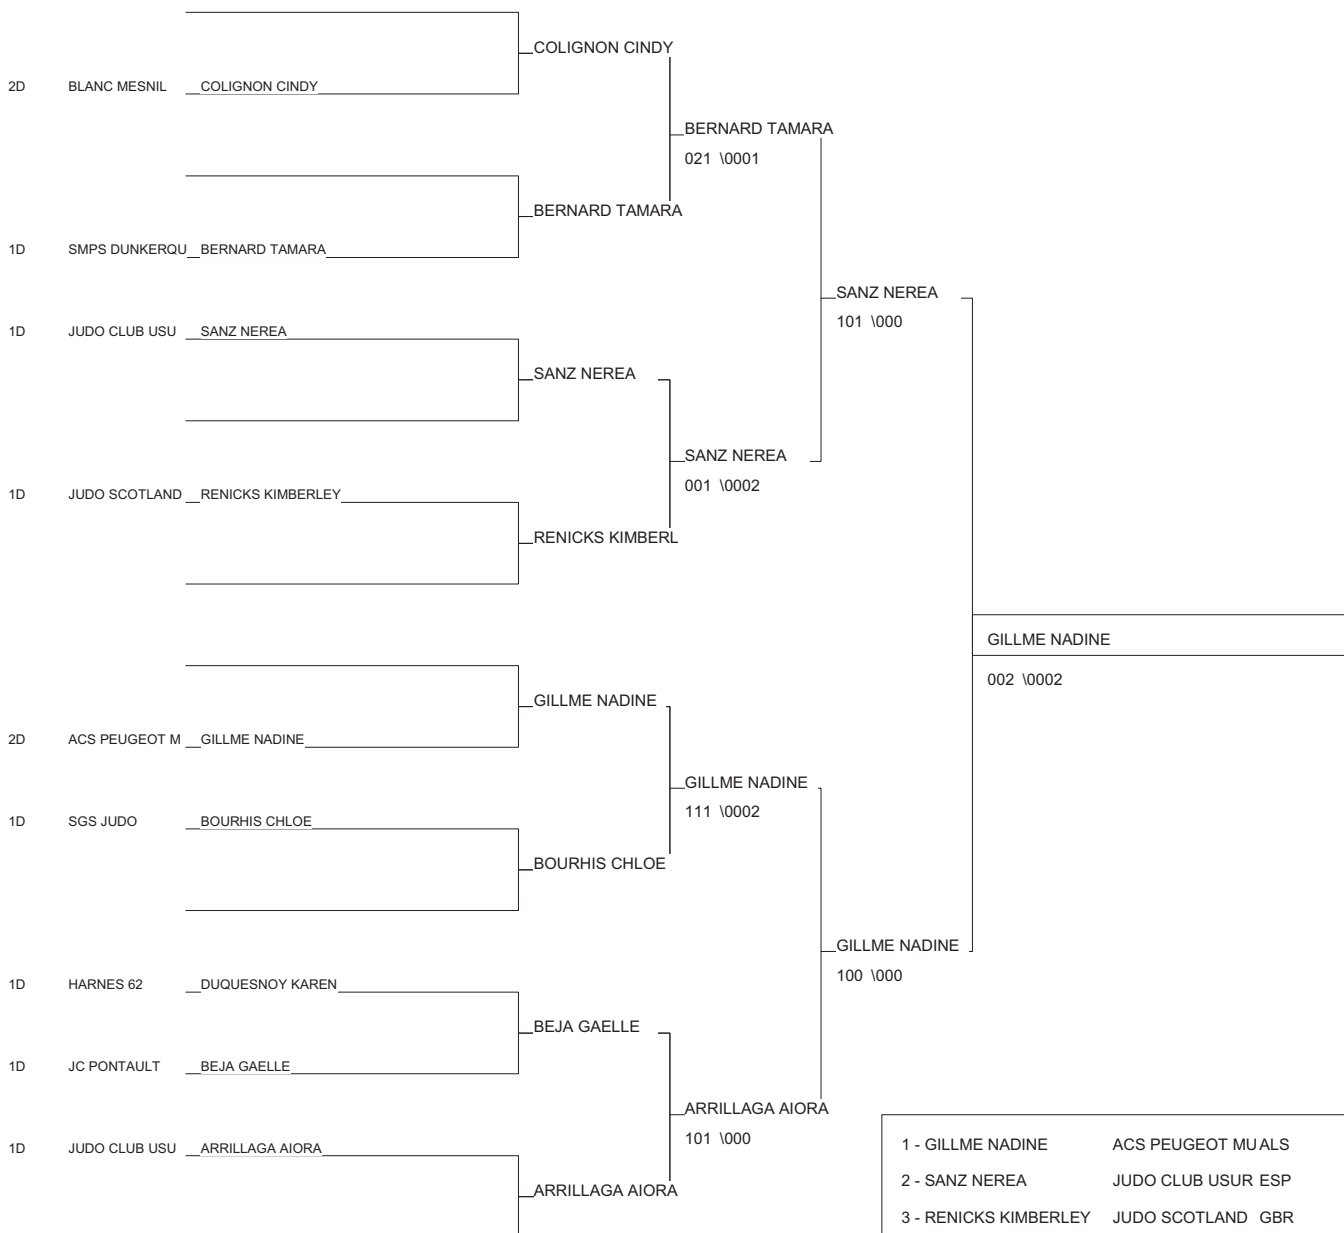 COLIGNON CINDY
2D BLANC MESNIL COLIGNON CINDY
BERNARD TAMARA
021 \0001
BERNARD TAMARA
1D SMPS DUNKERQU BERNARD TAMARA
SANZ NEREA
101 \000
1D JUDO CLUB USU SANZ NEREA
SANZ NEREA
SANZ NEREA
001 \0002
1D JUDO SCOTLAND RENICKS KIMBERLEY
RENICKS KIMBERL
GILLME NADINE
002 \0002
GILLME NADINE
2D ACS PEUGEOT M GILLME NADINE
GILLME NADINE
111 \0002
1D SGS JUDO BOURHIS CHLOE
BOURHIS CHLOE
GILLME NADINE
100 \000
1D HARNES 62 DUQUESNOY KAREN
BEJA GAELLE
1D JC PONTAULT BEJA GAELLE
ARRILLAGA AIORA
101 \000
1D JUDO CLUB USU ARRILLAGA AIORA
ARRILLAGA AIORA
1 - GILLME NADINE ACS PEUGEOT MU ALS
2 - SANZ NEREA JUDO CLUB USUR ESP
3 - RENICKS KIMBERLEY JUDO SCOTLAND GBR